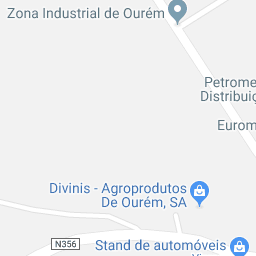 Zona Industrial de Ourém
Petrome
Distribuiç
Eurom
Divinis - Agroprodutos
De Ourém, SA
N356
Stand de automóveis